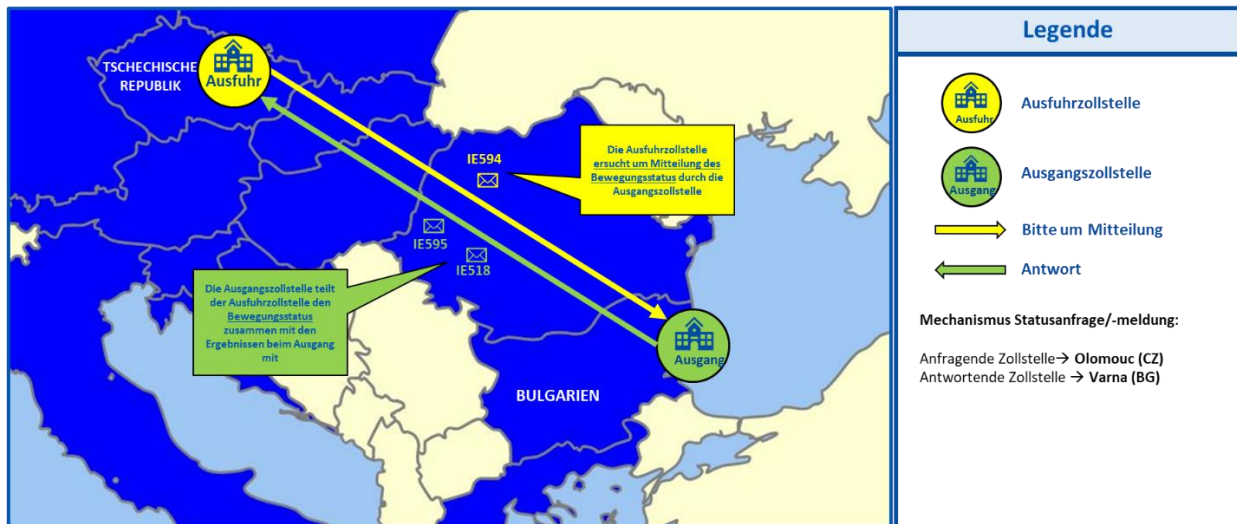 TSCHECHISCHE
REPUBLIK
Ausfuhr
IE594
Die Ausfuhrzollstelle
ersucht um Mitteilung des
Bewegungsstatus durch die
Ausgangszollstelle
IE595
IE518
Die Ausgangszollstelle teilt
der Ausfuhrzollstelle den
Bewegungsstatus
zusammen mit den
Ergebnissen beim Ausgang
mit
Ausgang
BULGARIEN
Legende
Ausfuhr
Ausfuhrzollstelle
Ausgang
Ausgangszollstelle
Bitte um Mitteilung
Antwort
Mechanismus Statusanfrage/-meldung:
Anfragende Zollstelle→ Olomouc (CZ)
Antwortende Zollstelle → Varna (BG)